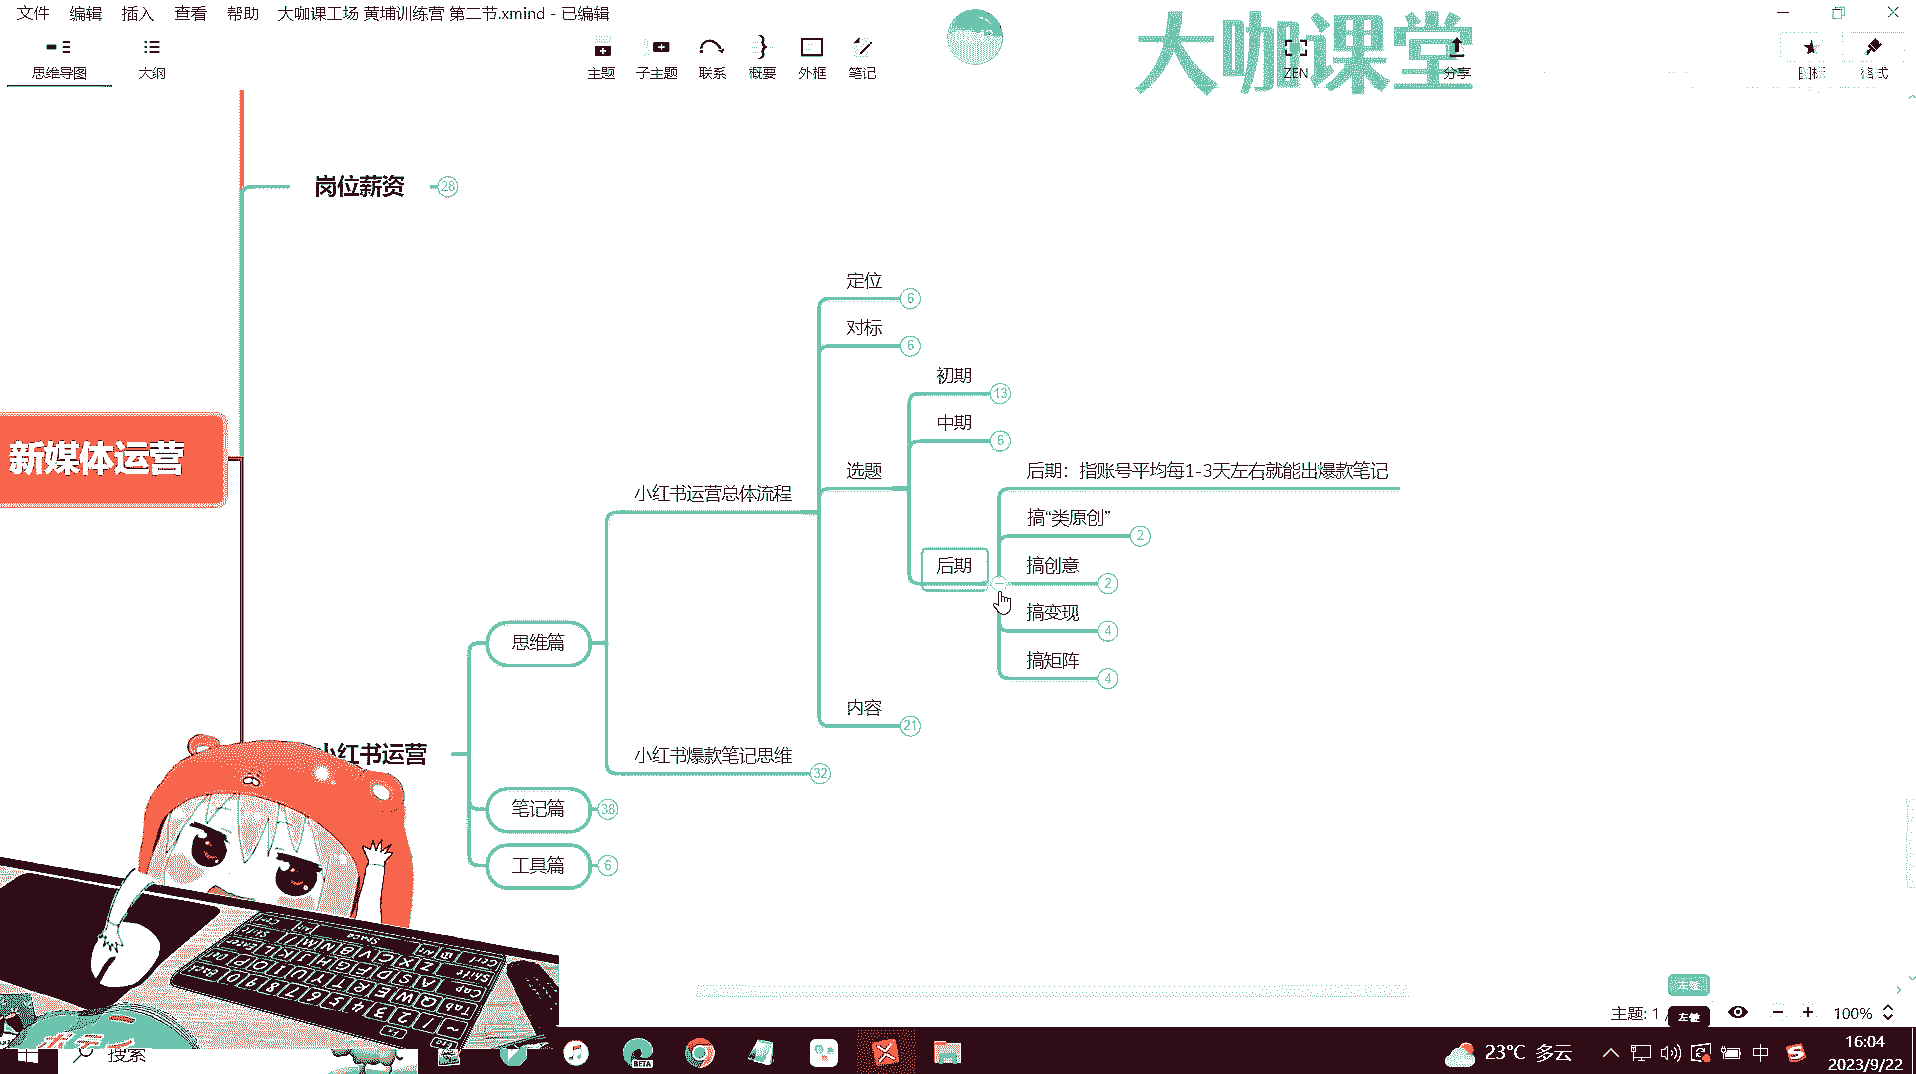 文件 编辑 插入 查看 帮助 大咖课工场 黄埔训练营 第二节.xmind - 已编辑
思维导图 大纲 主题 子主题 联系 概要 外框 笔记 ZEN 分享 图标 格式
大咖课堂
岗位薪资 28
新媒体运营
小红书运营
思维篇
小红书运营总体流程
定位 6
对标 6
选题
初期 13
中期 6
后期
后期：指账号平均每1-3天左右就能出爆款笔记
搞“类原创” 2
搞创意 2
搞变现 4
搞矩阵 4
内容 21
小红书爆款笔记思维 32
笔记篇 38
工具篇 6
左键
主题: 1 /
左键
100%
搜索
BETA
23°C 多云
中
16:04
2023/9/22